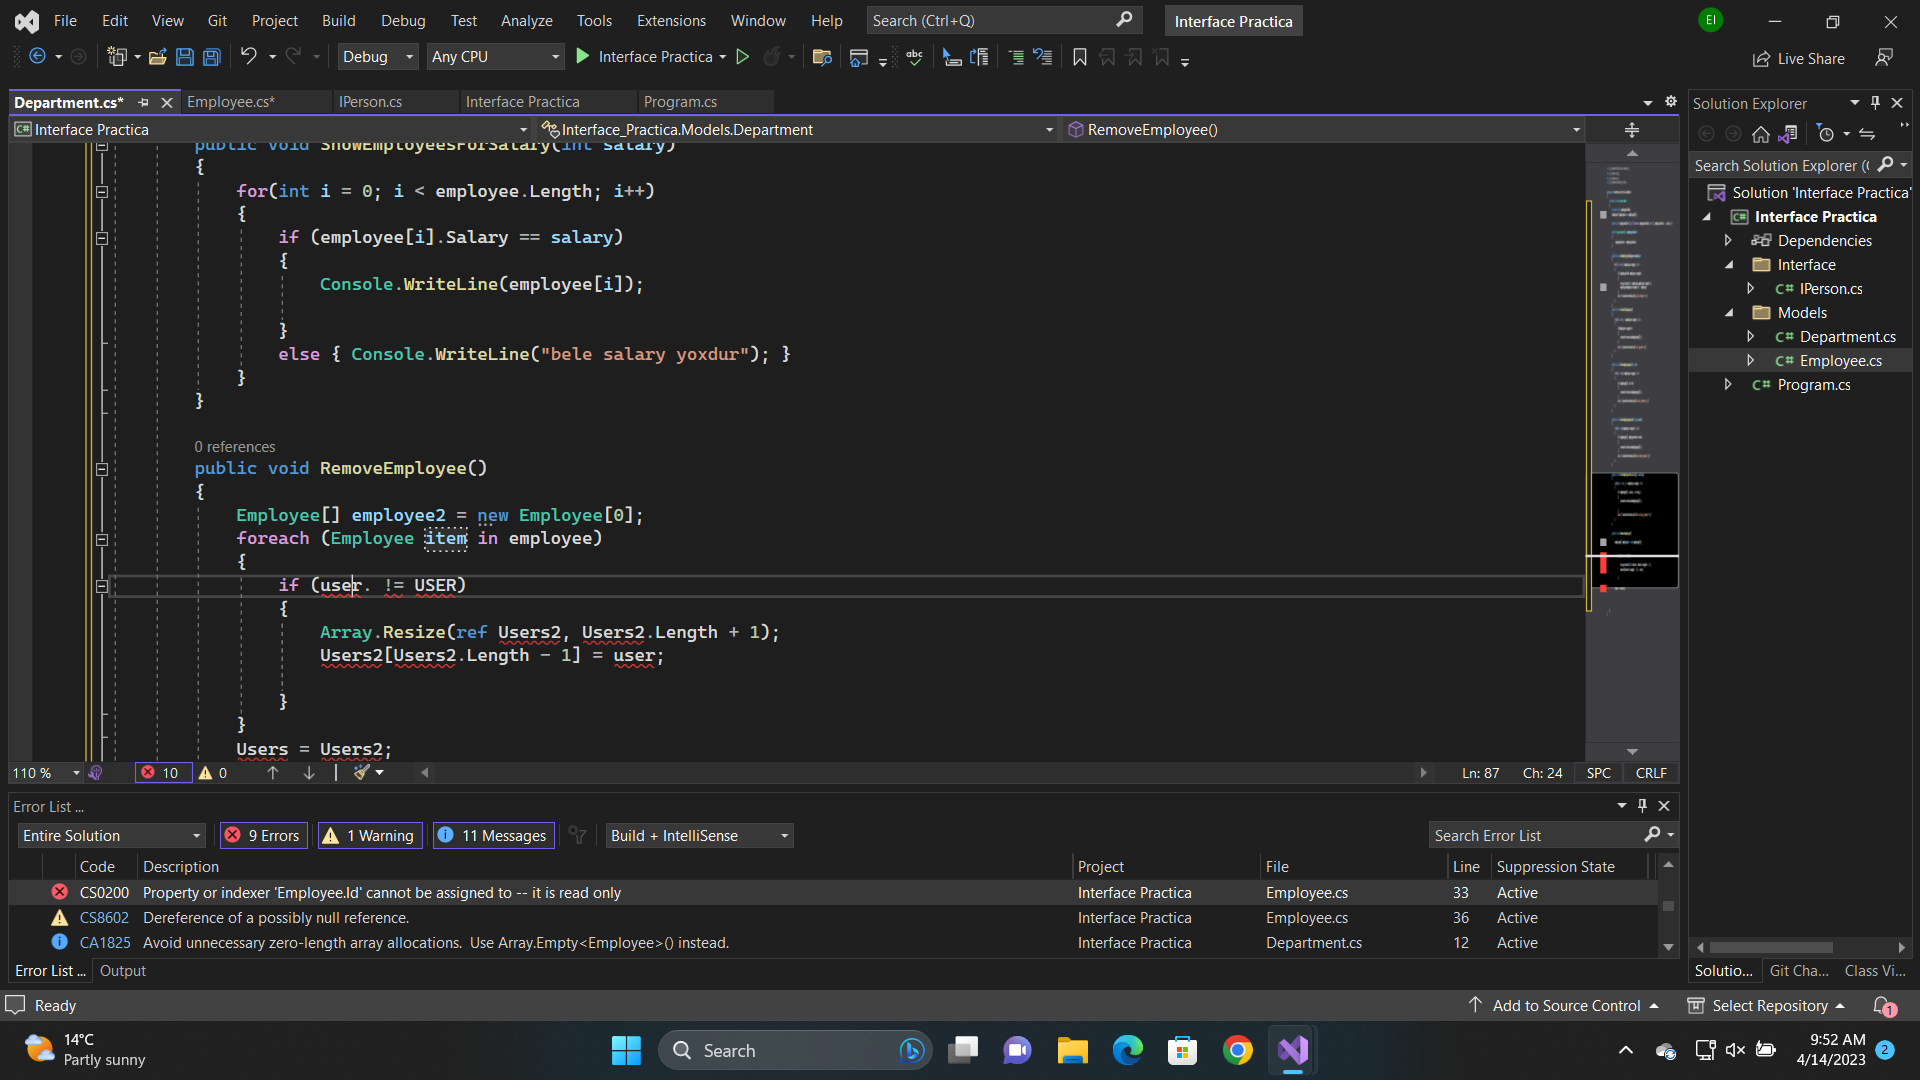 File Edit View Git Project Build Debug Test Analyze Tools Extensions Window Help Search (Ctrl+Q) Interface Practica EI
Debug Any CPU Interface Practica abc Live Share
Department.cs* Employee.cs* IPerson.cs Interface Practica Program.cs
C# Interface Practica Interface_Practica.Models.Department RemoveEmployee()
public void ShowEmployeesForSalary(int salary)
{
for(int i = 0; i < employee.Length; i++)
{
if (employee[i].Salary == salary)
{
Console.WriteLine(employee[i]);
}
else { Console.WriteLine("bele salary yoxdur"); }
}
}
0 references
public void RemoveEmployee()
{
Employee[] employee2 = new Employee[0];
foreach (Employee item in employee)
{
if (user. != USER)
{
Array.Resize(ref Users2, Users2.Length + 1);
Users2[Users2.Length - 1] = user;
}
}
Users = Users2;
110 % 10 0 Ln: 87 Ch: 24 SPC CRLF
Error List ...
Entire Solution 9 Errors 1 Warning 11 Messages Build + IntelliSense Search Error List
Code Description Project File Line Suppression State
CS0200 Property or indexer 'Employee.Id' cannot be assigned to -- it is read only Interface Practica Employee.cs 33 Active
CS8602 Dereference of a possibly null reference. Interface Practica Employee.cs 36 Active
CA1825 Avoid unnecessary zero-length array allocations. Use Array.Empty<Employee>() instead. Interface Practica Department.cs 12 Active
Error List ... Output
Solution Explorer
Search Solution Explorer (
Solution 'Interface Practica'
C# Interface Practica
Dependencies
Interface
C# IPerson.cs
Models
C# Department.cs
C# Employee.cs
C# Program.cs
Solutio... Git Cha... Class Vi...
Ready Add to Source Control Select Repository 1
14°C
Partly sunny
Search
9:52 AM
4/14/2023 2